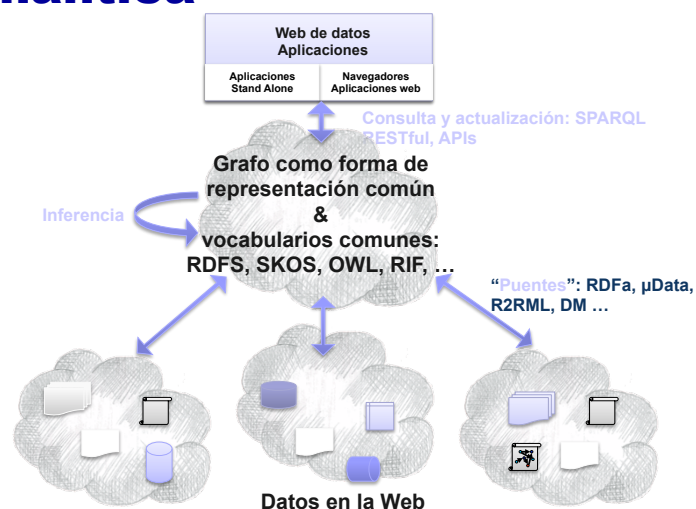 Web de datos
Aplicaciones
Aplicaciones
Stand Alone
Navegadores
Aplicaciones web
Consulta y actualización: SPARQL
RESTful, APIs
Grafo como forma de
representación común
&
vocabularios comunes:
RDFS, SKOS, OWL, RIF, …
Inferencia
“Puentes”: RDFa, µData,
R2RML, DM …
Datos en la Web